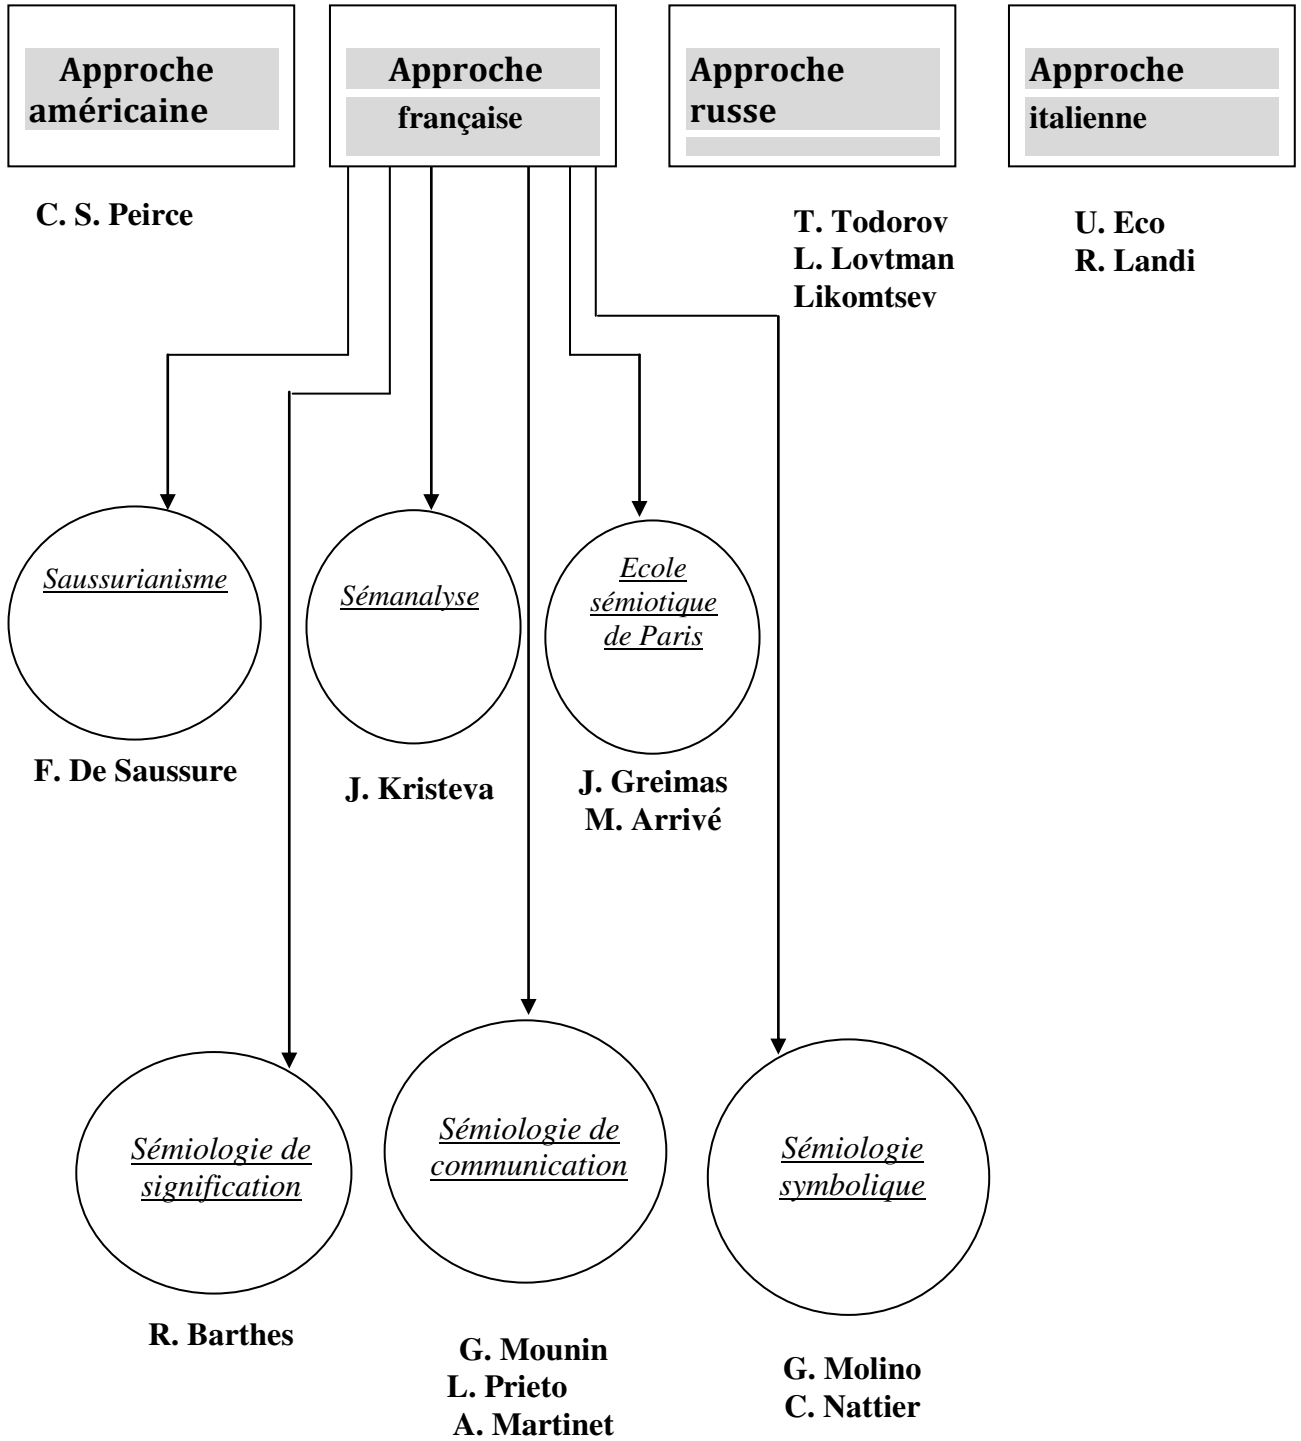 Approche
américaine
Approche
française
Approche
russe
Approche
italienne
C. S. Peirce
T. Todorov
L. Lovtman
Likomtsev
U. Eco
R. Landi
Saussurianisme
Sémanalyse
Ecole
sémiotique
de Paris
F. De Saussure
J. Kristeva
J. Greimas
M. Arrivé
Sémiologie de
signification
Sémiologie de
communication
Sémiologie
symbolique
R. Barthes
G. Mounin
L. Prieto
A. Martinet
G. Molino
C. Nattier